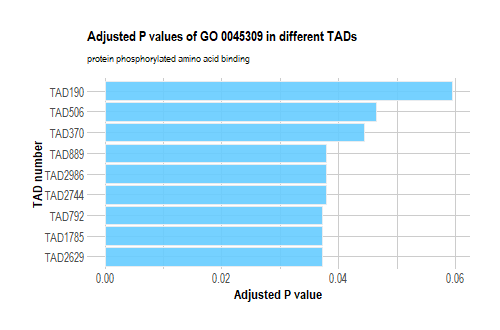 Adjusted P values of GO 0045309 in different TADs
protein phosphorylated amino acid binding
TAD190
TAD506
TAD370
TAD889
TAD2986
TAD2744
TAD792
TAD1785
TAD2629
TAD number
0.00 0.02 0.04 0.06
Adjusted P value